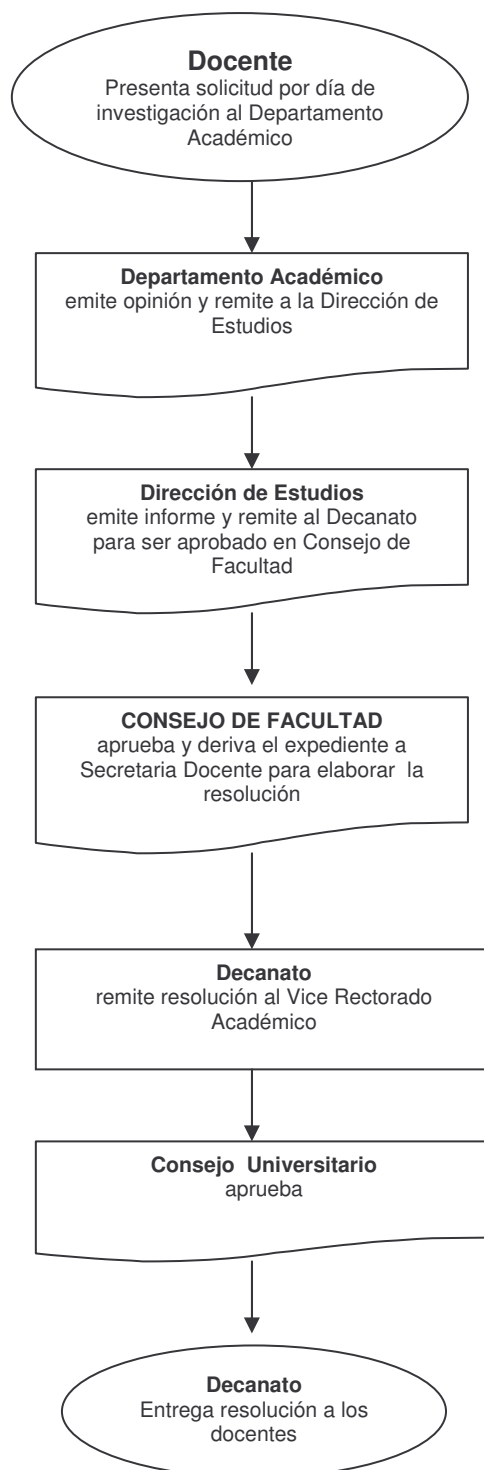 Docente
Presenta solicitud por día de
investigación al Departamento
Académico
Departamento Académico
emite opinión y remite a la Dirección de
Estudios
Dirección de Estudios
emite informe y remite al Decanato
para ser aprobado en Consejo de
Facultad
CONSEJO DE FACULTAD
aprueba y deriva el expediente a
Secretaria Docente para elaborar  la
resolución
Decanato
remite resolución al Vice Rectorado
Académico
Consejo  Universitario
aprueba
Decanato
Entrega resolución a los
docentes